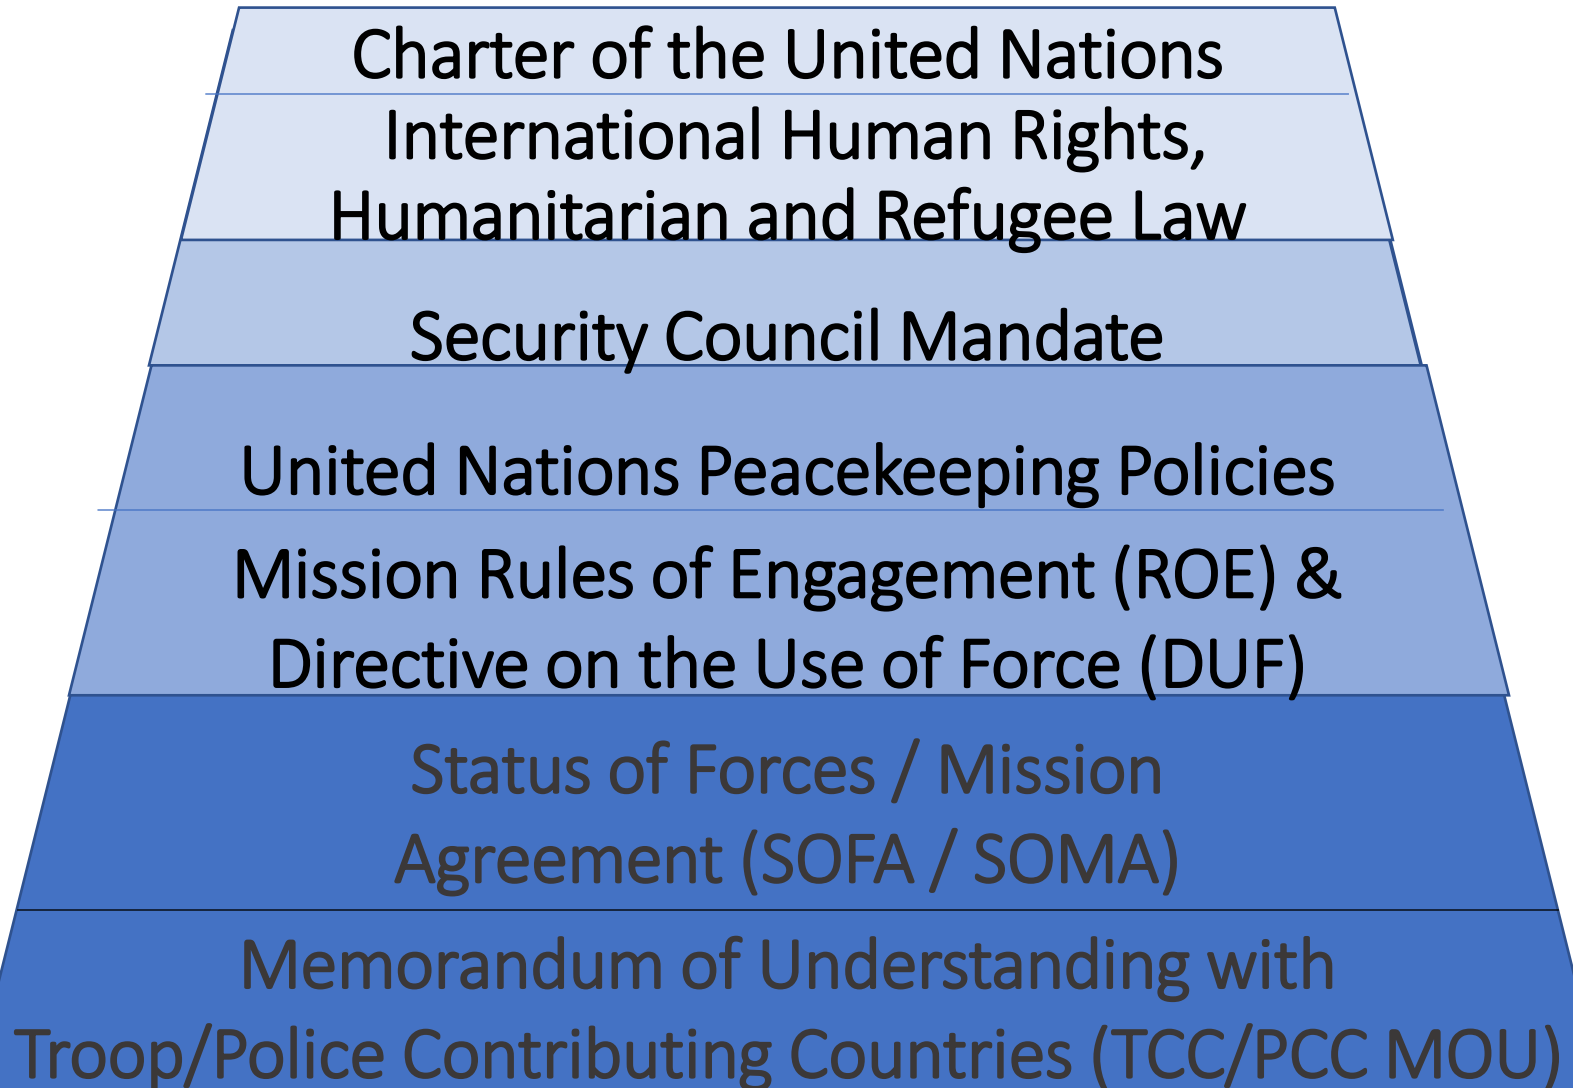 Charter of the United Nations
International Human Rights,
Humanitarian and Refugee Law
Security Council Mandate
United Nations Peacekeeping Policies
Mission Rules of Engagement (ROE) &
Directive on the Use of Force (DUF)
Status of Forces / Mission
Agreement (SOFA / SOMA)
Memorandum of Understanding with
Troop/Police Contributing Countries (TCC/PCC MOU)